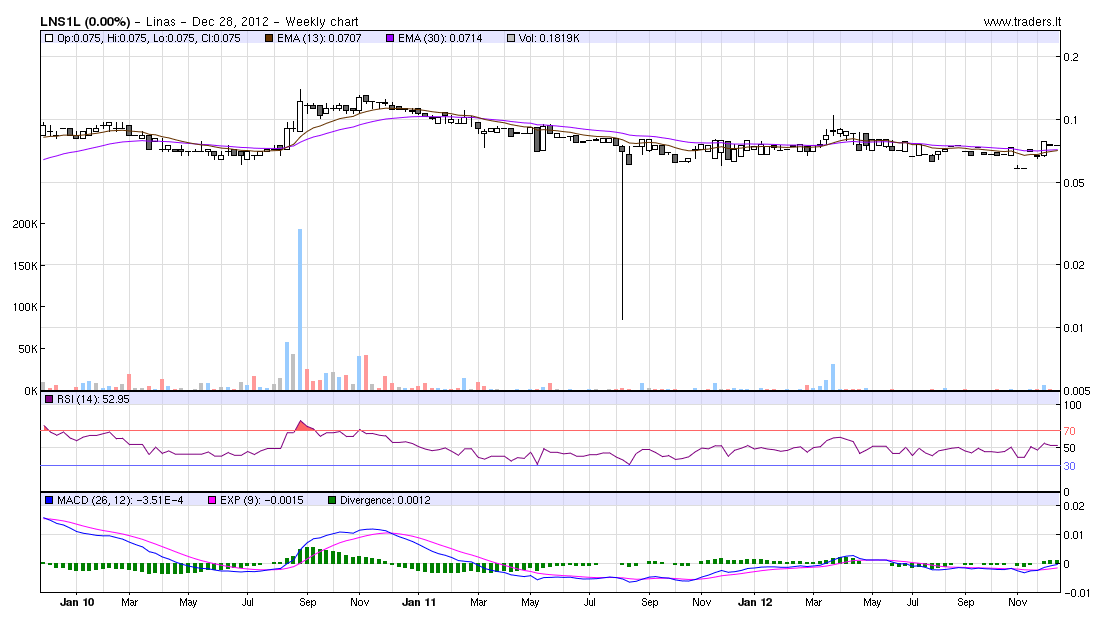 LNS1L (0.00%) - Linas - Dec 28, 2012 - Weekly chart www.traders.lt
Op:0.075, Hi:0.075, Lo:0.075, Cl:0.075 EMA (13): 0.0707 EMA (30): 0.0714 Vol: 0.1819K
0.2
0.1
0.05
200K
150K 0.02
100K
0.01
50K
0K 0.005
RSI (14): 52.95
100
70
50
30
0
MACD (26, 12): -3.51E-4 EXP (9): -0.0015 Divergence: 0.0012
0.02
0.01
0
-0.01
Jan 10 Mar May Jul Sep Nov Jan 11 Mar May Jul Sep Nov Jan 12 Mar May Jul Sep Nov